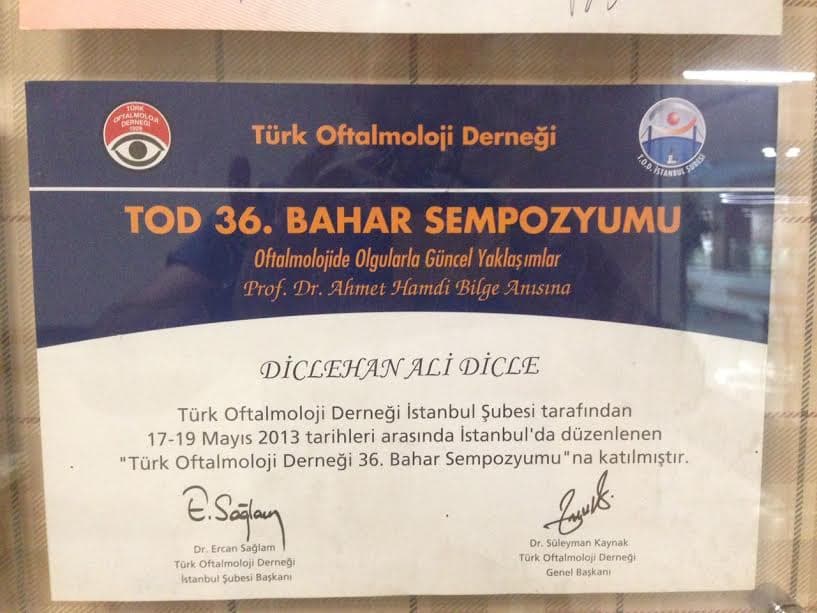 TÜRK
OFTALMOLOJİ
DERNEĞİ
1928
Türk Oftalmoloji Derneği
T.O.D. İSTANBUL ŞUBESİ
TOD 36. BAHAR SEMPOZYUMU
Oftalmolojide Olgularla Güncel Yaklaşımlar
Prof. Dr. Ahmet Hamdi Bilge Anısına
DİCLEHAN ALİ DİCLE
Türk Oftalmoloji Derneği İstanbul Şubesi tarafından
17-19 Mayıs 2013 tarihleri arasında İstanbul'da düzenlenen
"Türk Oftalmoloji Derneği 36. Bahar Sempozyumu"na katılmıştır.
E. Sağlam
Dr. Ercan Sağlam
Türk Oftalmoloji Derneği
İstanbul Şubesi Başkanı
Dr. Süleyman Kaynak
Türk Oftalmoloji Derneği
Genel Başkanı